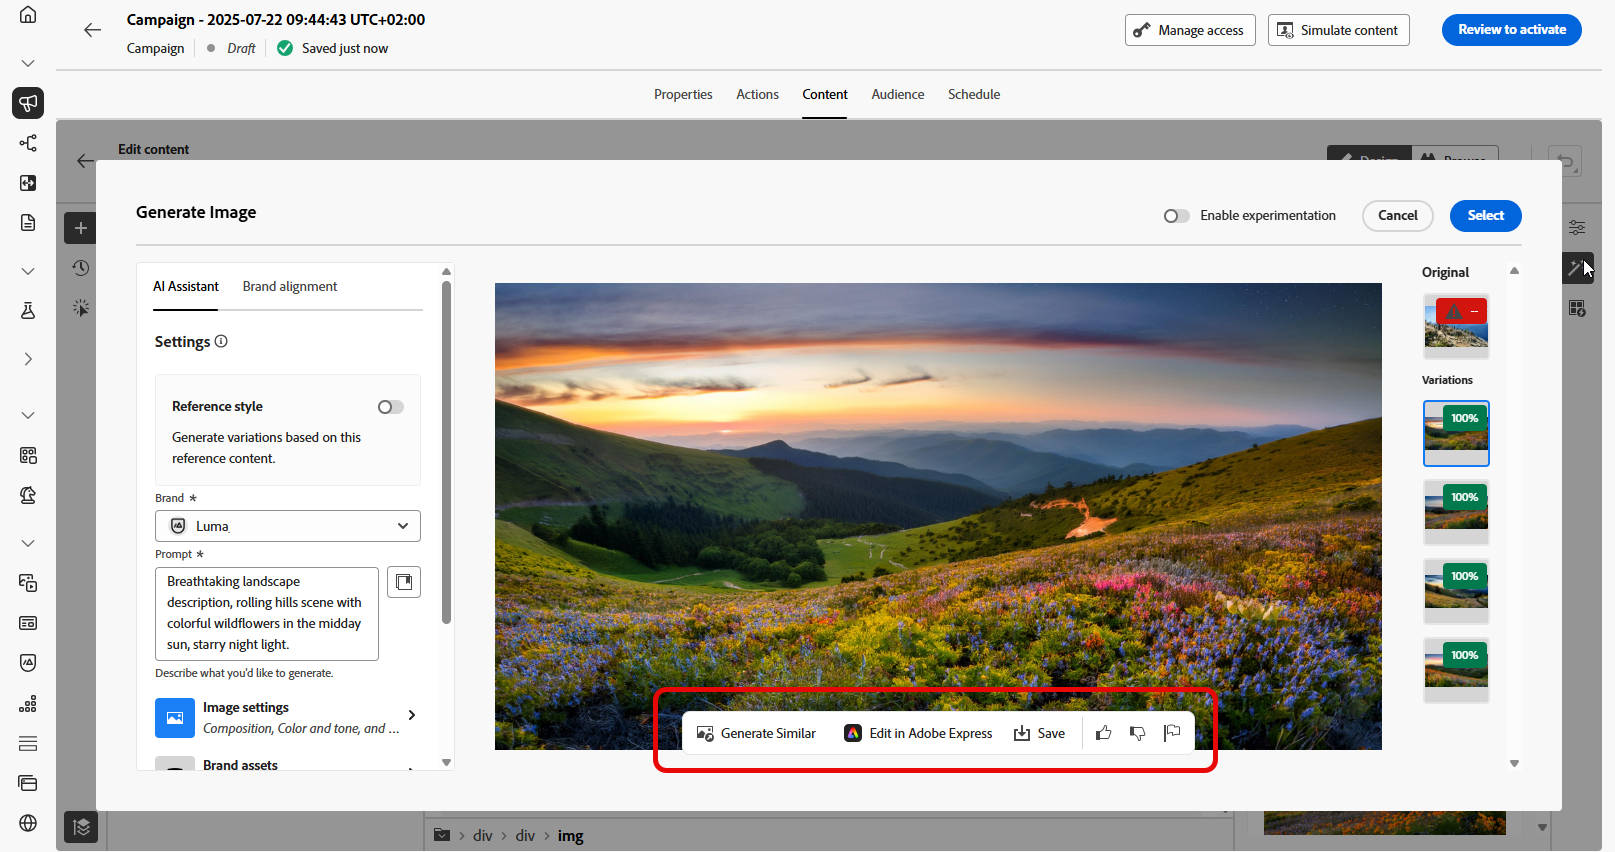 Campaign - 2025-07-22 09:44:43 UTC+02:00
Campaign
Draft
Saved just now
Manage access
Simulate content
Review to activate
Properties
Actions
Content
Audience
Schedule
Edit content
Design
Browse
Generate Image
Enable experimentation
Cancel
Select
AI Assistant
Brand alignment
Settings
Reference style
Generate variations based on this
reference content.
Brand *
Luma
Prompt *
Breathtaking landscape
description, rolling hills scene with
colorful wildflowers in the midday
sun, starry night light.
Describe what you'd like to generate.
Image settings
Composition, Color and tone, and ...
Brand assets
Generate Similar
Edit in Adobe Express
Save
Original
--
Variations
100%
100%
100%
100%
div > div > img